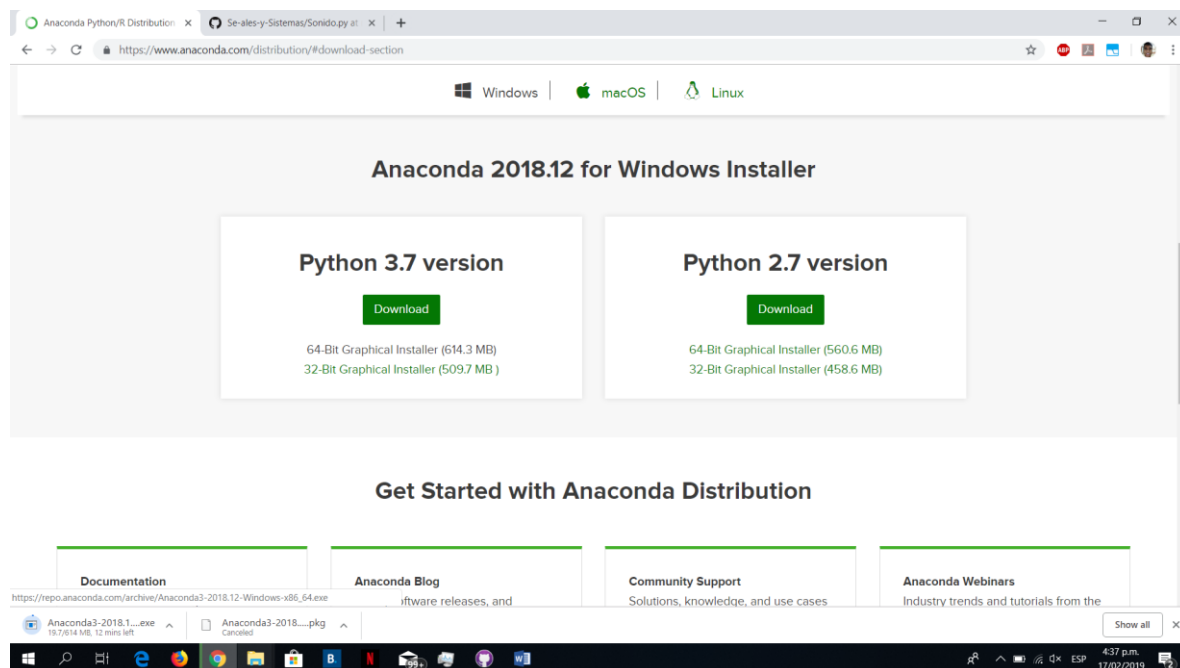 Anaconda Python/R Distribution
Se-ales-y-Sistemas/Sonido.py at
https://www.anaconda.com/distribution/#download-section
ABP
Windows
macOS
Linux
Anaconda 2018.12 for Windows Installer
Python 3.7 version
Download
64-Bit Graphical Installer (614.3 MB)
32-Bit Graphical Installer (509.7 MB )
Python 2.7 version
Download
64-Bit Graphical Installer (560.6 MB)
32-Bit Graphical Installer (458.6 MB)
Get Started with Anaconda Distribution
Documentation
Anaconda Blog
Community Support
Anaconda Webinars
https://repo.anaconda.com/archive/Anaconda3-2018.12-Windows-x86_64.exe
software releases, and
Solutions, knowledge, and use cases
Industry trends and tutorials from the
Anaconda3-2018.1....exe
19.7/614 MB, 12 mins left
Anaconda3-2018.....pkg
Canceled
Show all
B.
N
99+
W
ESP
4:37 p.m.
17/02/2019
2